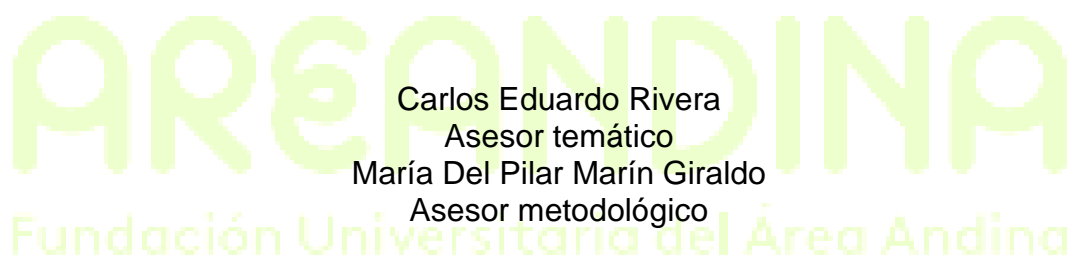 AREANDINA
Carlos Eduardo Rivera
Asesor temático
María Del Pilar Marín Giraldo
Asesor metodológico
Fundación Universitaria del Área Andina